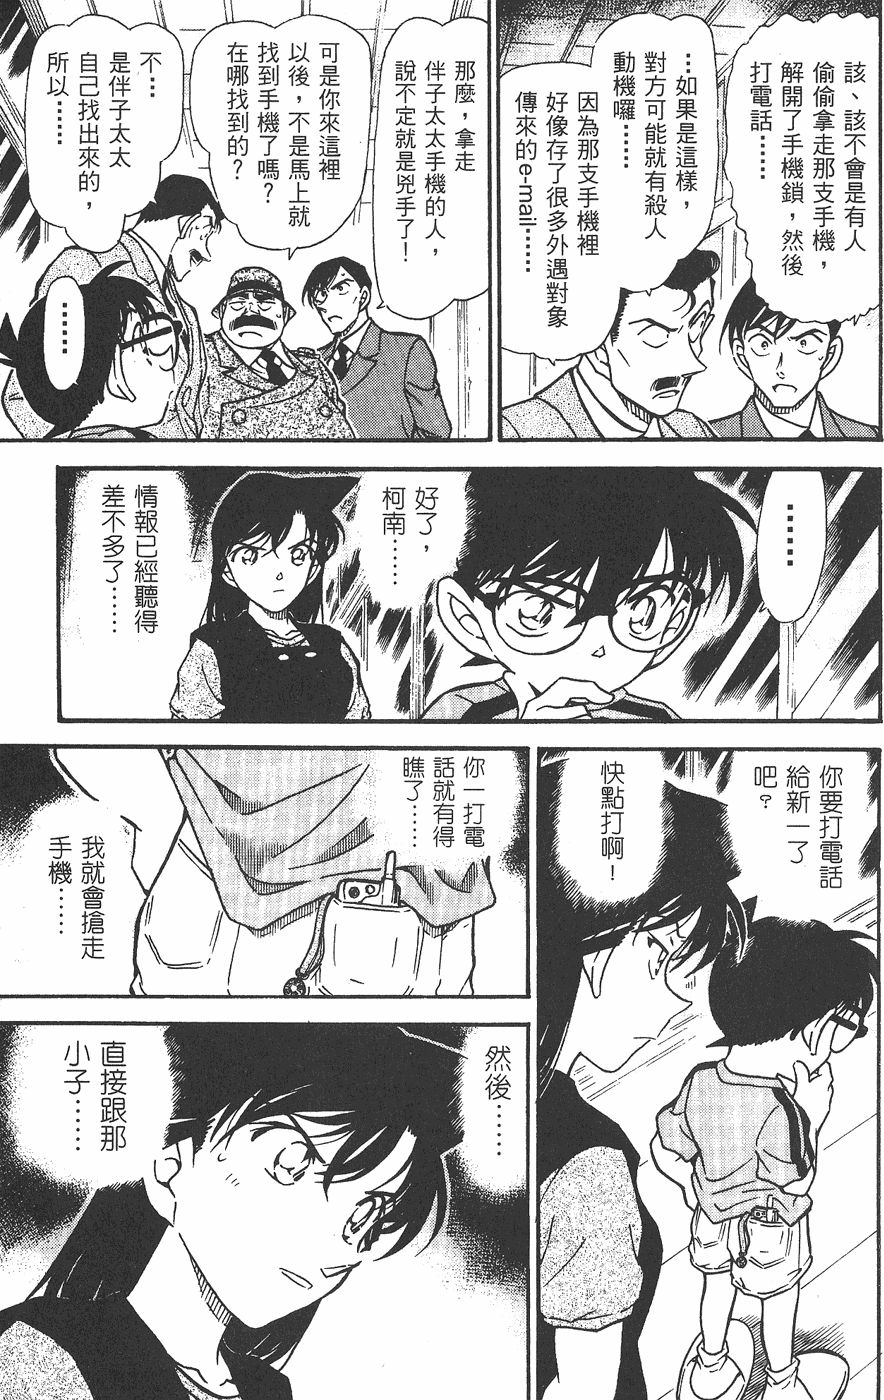 該、該不會是有人
偷偷拿走那支手機，
解開了手機鎖，然後
打電話……
…如果是這樣，
對方可能就有殺人
動機囉……
因為那支手機裡
好像存了很多外遇對象
傳來的e-mail……
那麼，拿走
伴子太太手機的人，
說不定就是兇手了！
可是你來這裡
以後，不是馬上就
找到手機了嗎？
在哪找到的？
不…
是伴子太太
自己找出來的，
所以……
……
……
好了，
柯南……
情報已經聽得
差不多了……
你要打電話
給新一了
吧？
快點打啊！
你一打電
話就有得
瞧了……
我就會搶走
手機……
然後……
直接跟那
小子……